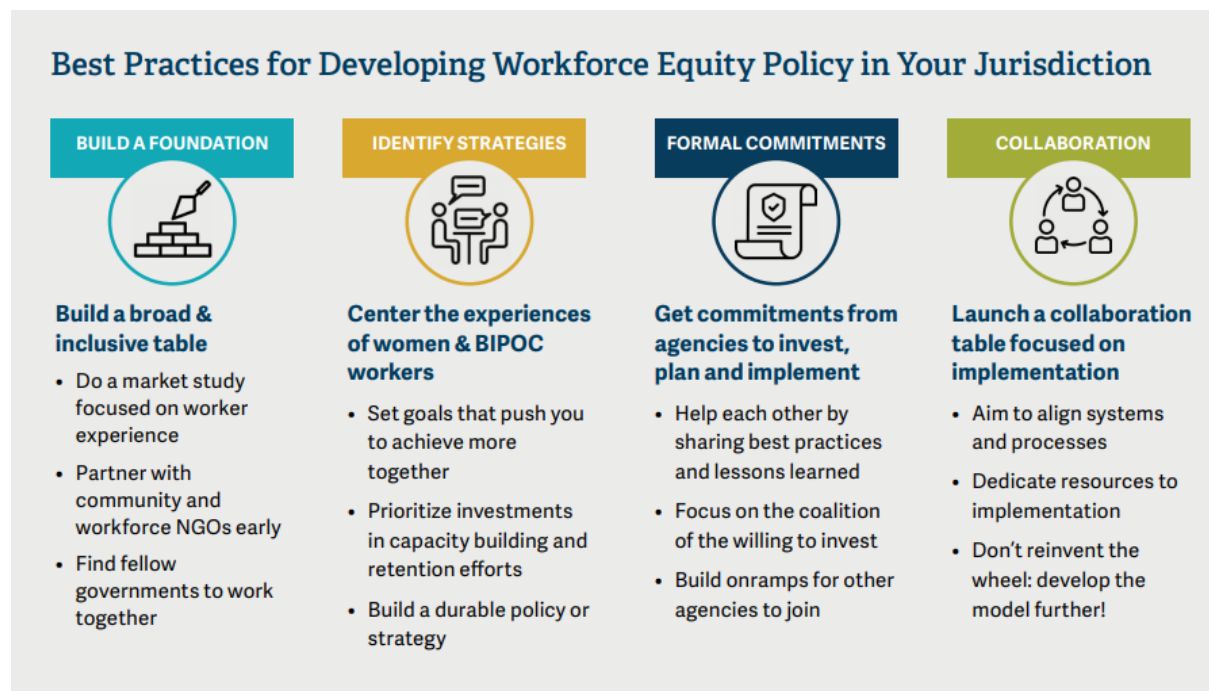 Best Practices for Developing Workforce Equity Policy in Your Jurisdiction
BUILD A FOUNDATION
Build a broad &
inclusive table
• Do a market study
focused on worker
experience
• Partner with
community and
workforce NGOs early
• Find fellow
governments to work
together
IDENTIFY STRATEGIES
Center the experiences
of women & BIPOC
workers
• Set goals that push you
to achieve more
together
• Prioritize investments
in capacity building and
retention efforts
• Build a durable policy or
strategy
FORMAL COMMITMENTS
Get commitments from
agencies to invest,
plan and implement
• Help each other by
sharing best practices
and lessons learned
• Focus on the coalition
of the willing to invest
• Build onramps for other
agencies to join
COLLABORATION
Launch a collaboration
table focused on
implementation
• Aim to align systems
and processes
• Dedicate resources to
implementation
• Don’t reinvent the
wheel: develop the
model further!